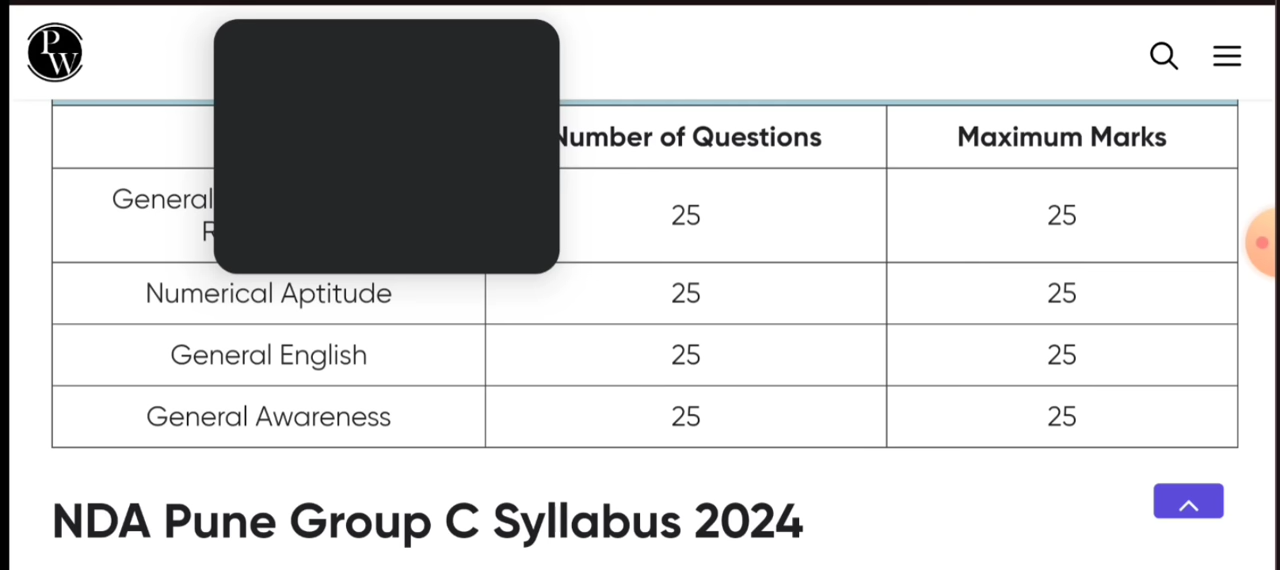 PW
Number of Questions Maximum Marks
General
25 25
Numerical Aptitude 25 25
General English 25 25
General Awareness 25 25
NDA Pune Group C Syllabus 2024